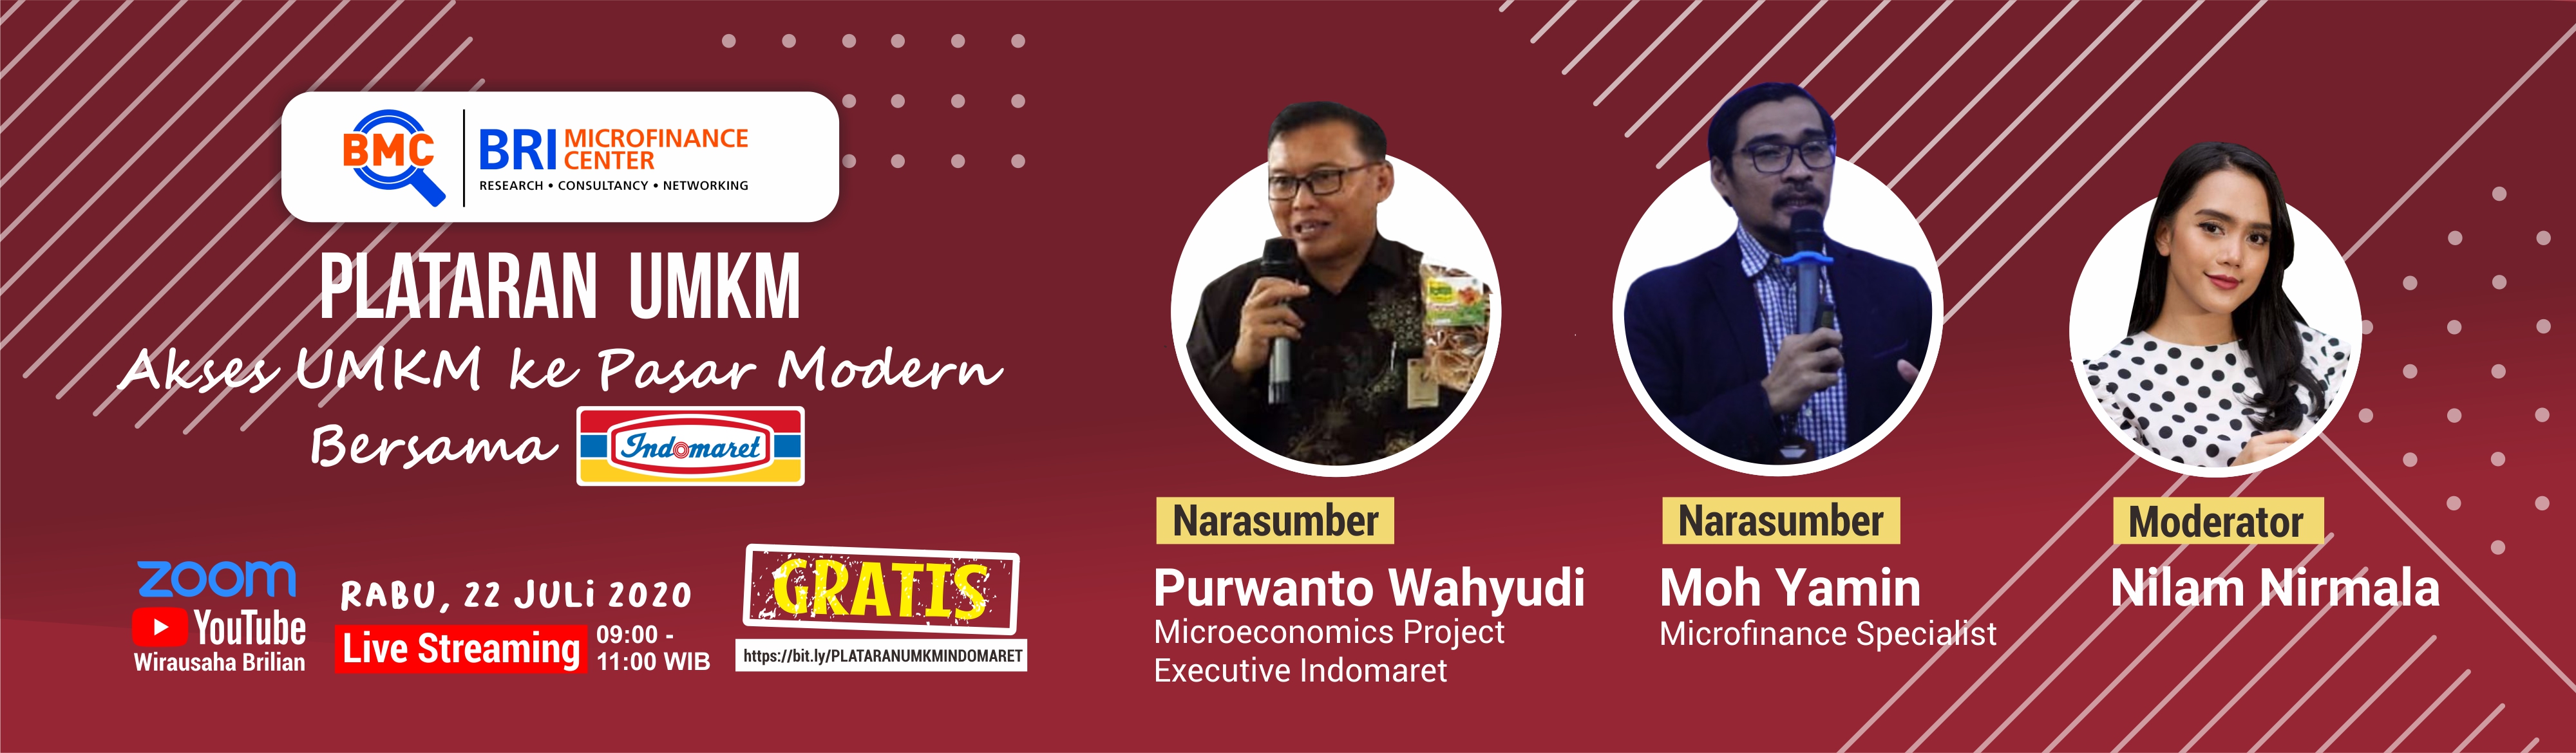 BMC
BRI MICROFINANCE CENTER
RESEARCH • CONSULTANCY • NETWORKING
PLATARAN UMKM
Akses UMKM ke Pasar Modern
Bersama Indomaret
zoom
YouTube
Wirausaha Brilian
RABU, 22 JULi 2020
Live Streaming
09:00 -
11:00 WIB
GRATIS
https://bit.ly/PLATARANUMKMINDOMARET
Narasumber
Purwanto Wahyudi
Microeconomics Project
Executive Indomaret
Narasumber
Moh Yamin
Microfinance Specialist
Moderator
Nilam Nirmala